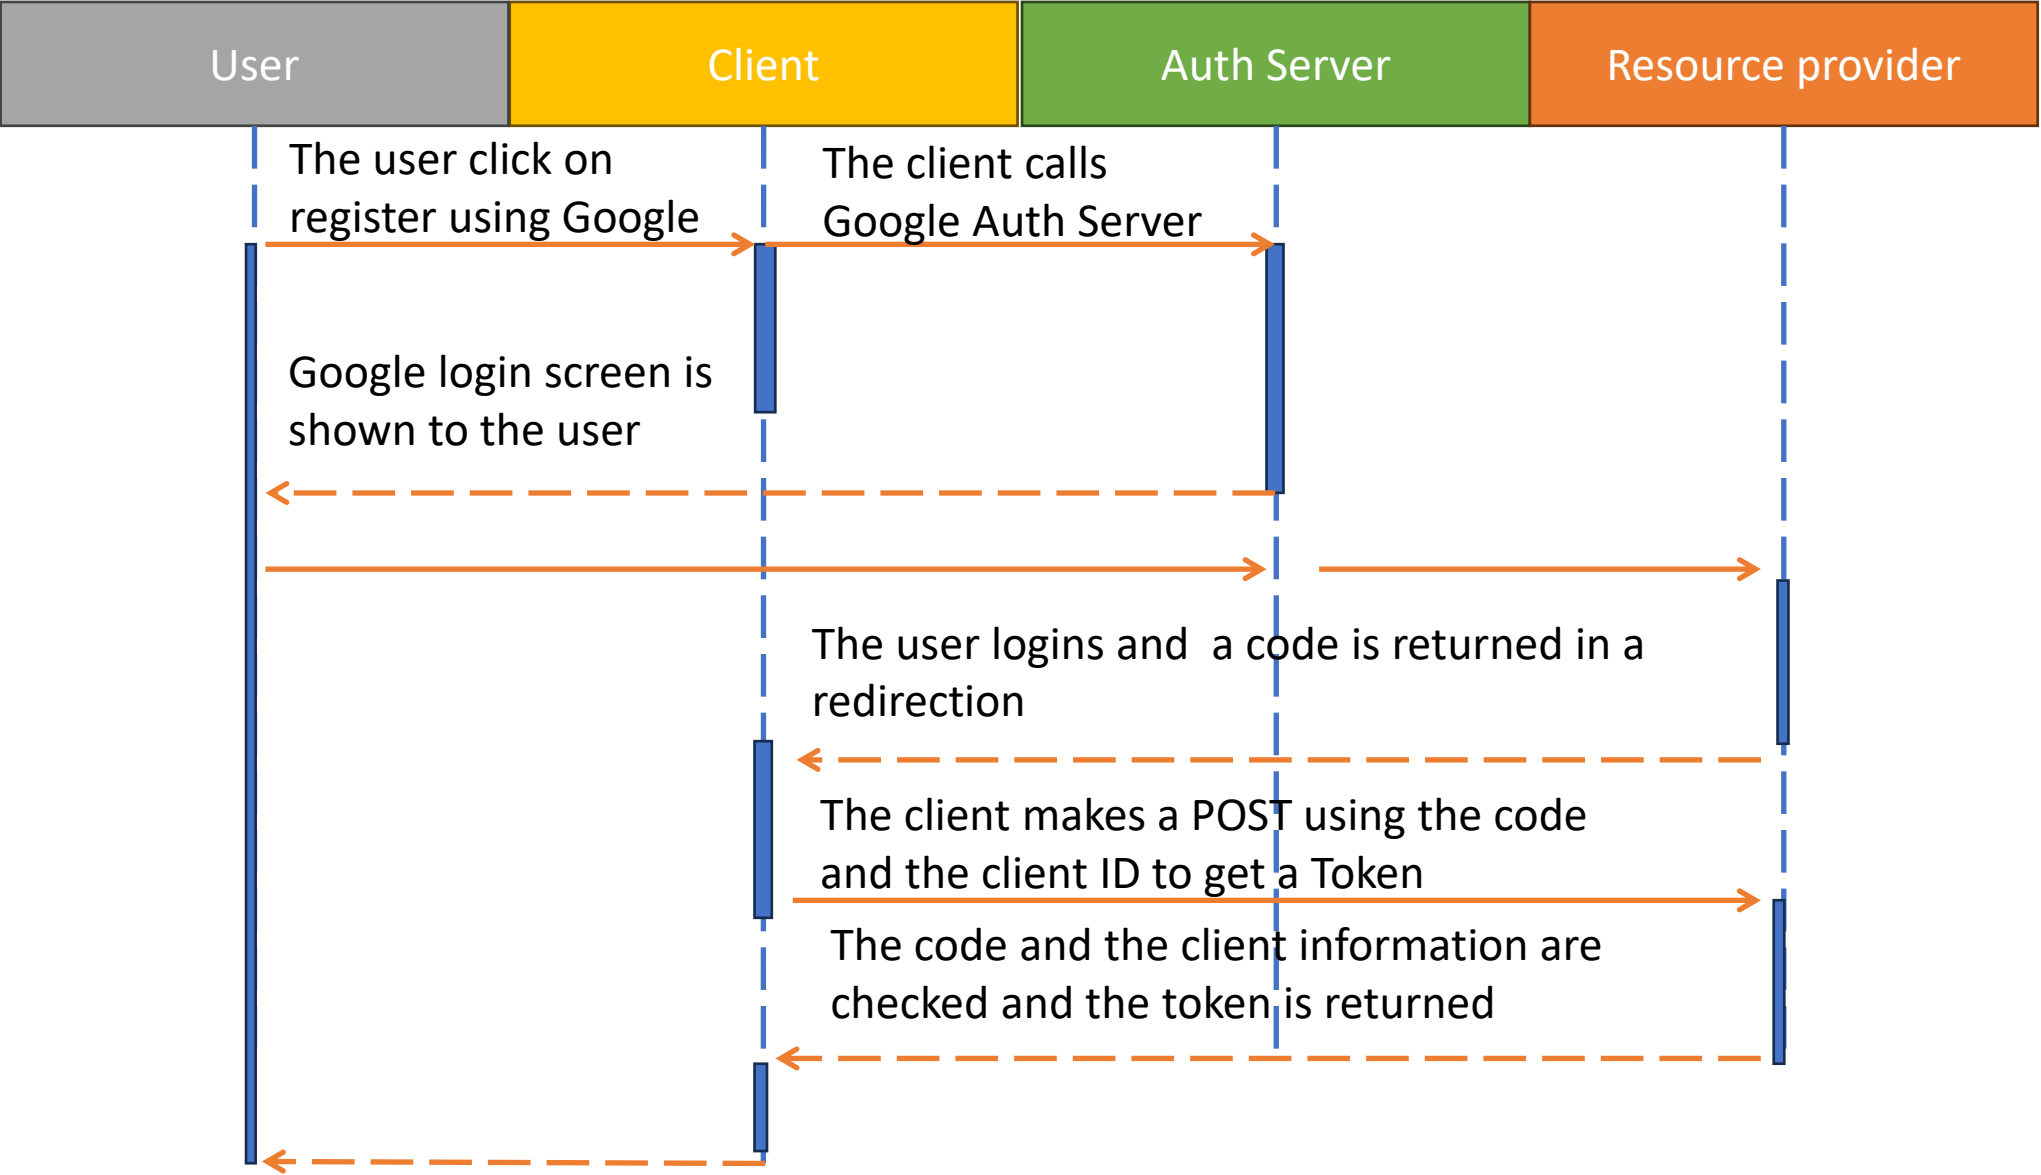 User
Client
Auth Server
Resource provider
The user click on
register using Google
The client calls
Google Auth Server
Google login screen is
shown to the user
The user logins and  a code is returned in a
redirection
The client makes a POST using the code
and the client ID to get a Token
The code and the client information are
checked and the token is returned